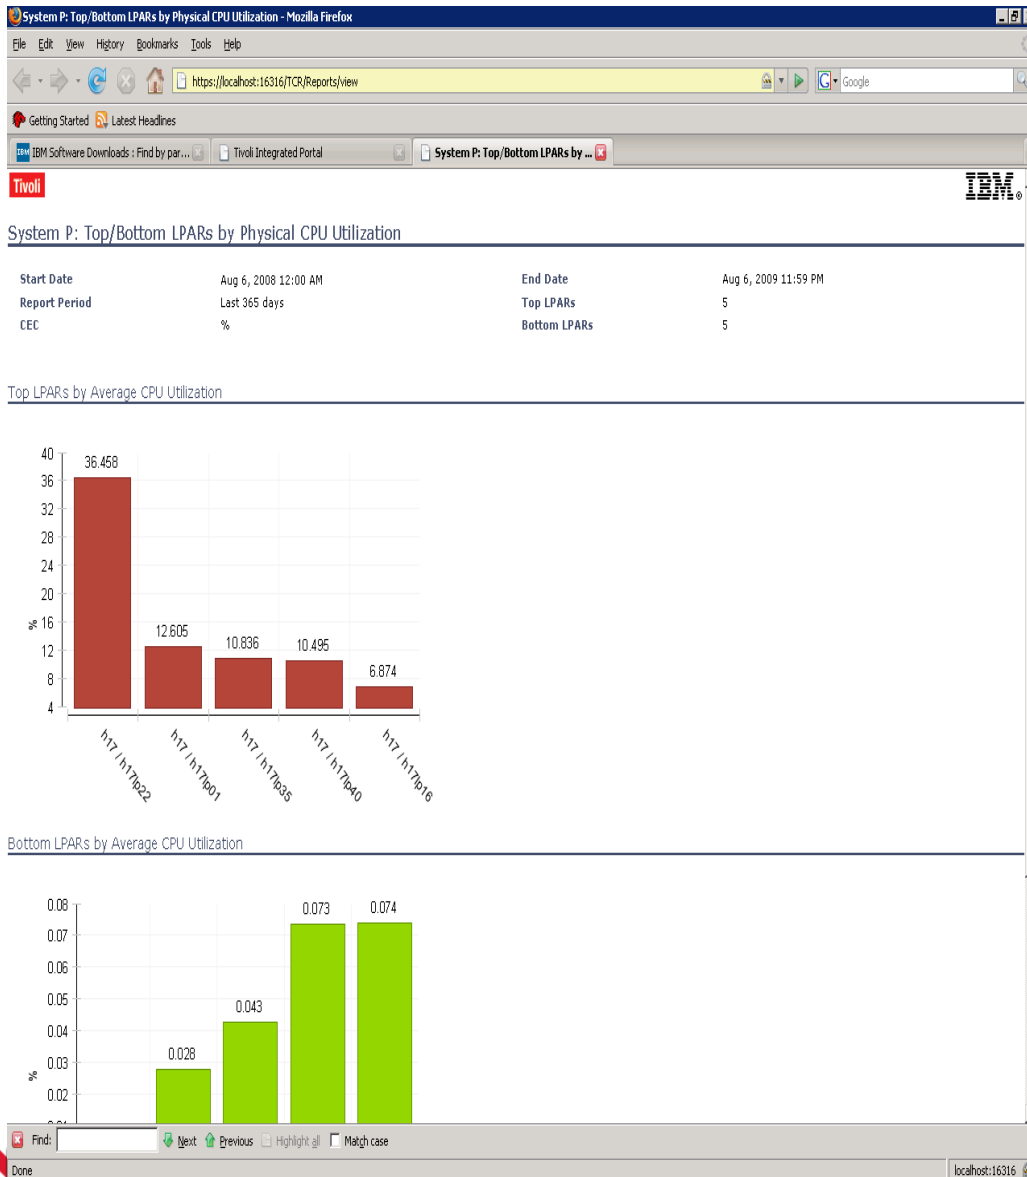 System P: Top/Bottom LPARs by Physical CPU Utilization - Mozilla Firefox
File Edit View History Bookmarks Tools Help
https://localhost:16316/TCR/Reports/view
Google
Getting Started Latest Headlines
IBM Software Downloads : Find by par... Tivoli Integrated Portal System P: Top/Bottom LPARs by ...
Tivoli IBM®
System P: Top/Bottom LPARs by Physical CPU Utilization
Start Date Aug 6, 2008 12:00 AM End Date Aug 6, 2009 11:59 PM
Report Period Last 365 days Top LPARs 5
CEC % Bottom LPARs 5
Top LPARs by Average CPU Utilization
40
36
32
28
24
20
16
12
8
4
%
36.458
12.605
10.836
10.495
6.874
h17 / h17lp22
h17 / h17lp01
h17 / h17lp35
h17 / h17lp40
h17 / h17lp16
Bottom LPARs by Average CPU Utilization
0.08
0.07
0.06
0.05
0.04
0.03
0.02
%
0.028
0.043
0.073
0.074
Find: Next Previous Highlight all Match case
Done localhost:16316